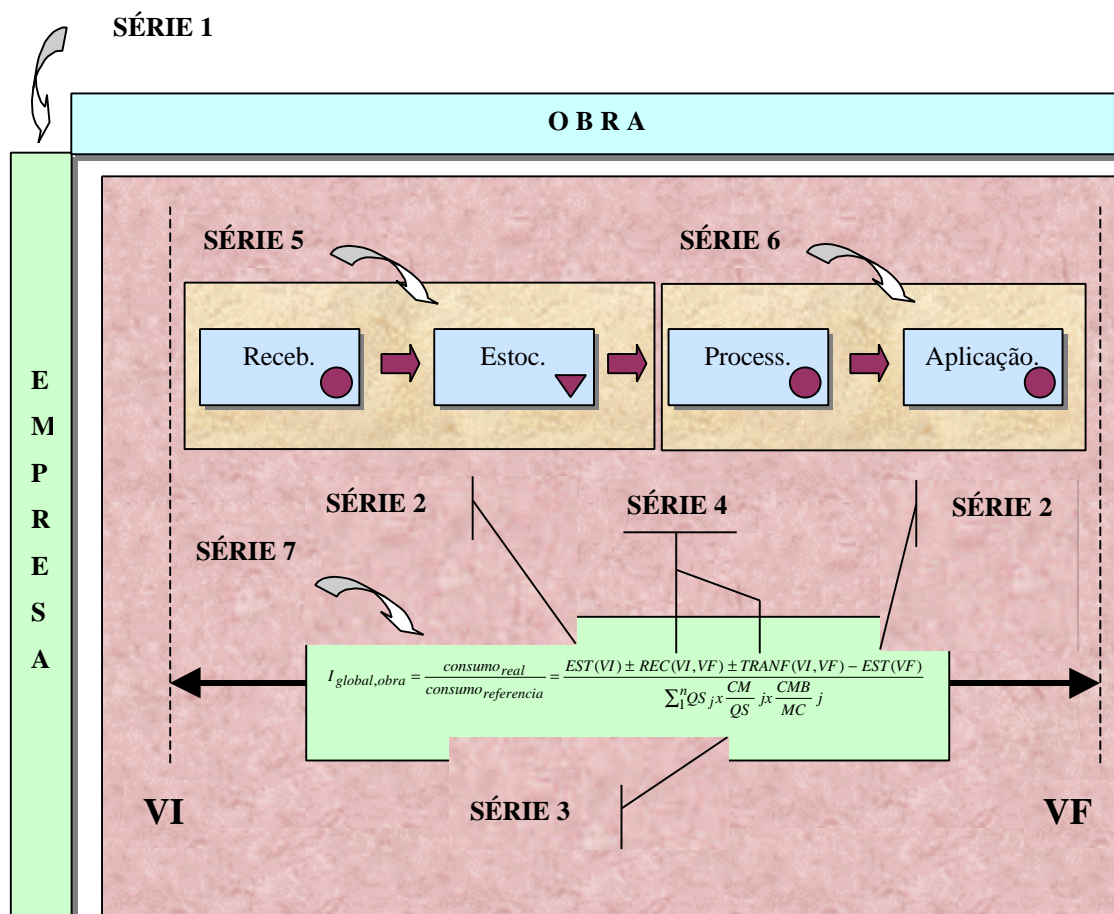 SÉRIE 1
O B R A
E
M
P
R
E
S
A
SÉRIE 5
SÉRIE 6
Receb.
Estoc.
Process.
Aplicação.
SÉRIE 2
SÉRIE 4
SÉRIE 2
SÉRIE 7
I global,obra = consumo real / consumo referencia = EST(VI) ± REC(VI,VF) ± TRANF(VI,VF) − EST(VF) / ∑ 1 n QS j x CM / QS j x CMB / MC j
VI
SÉRIE 3
VF